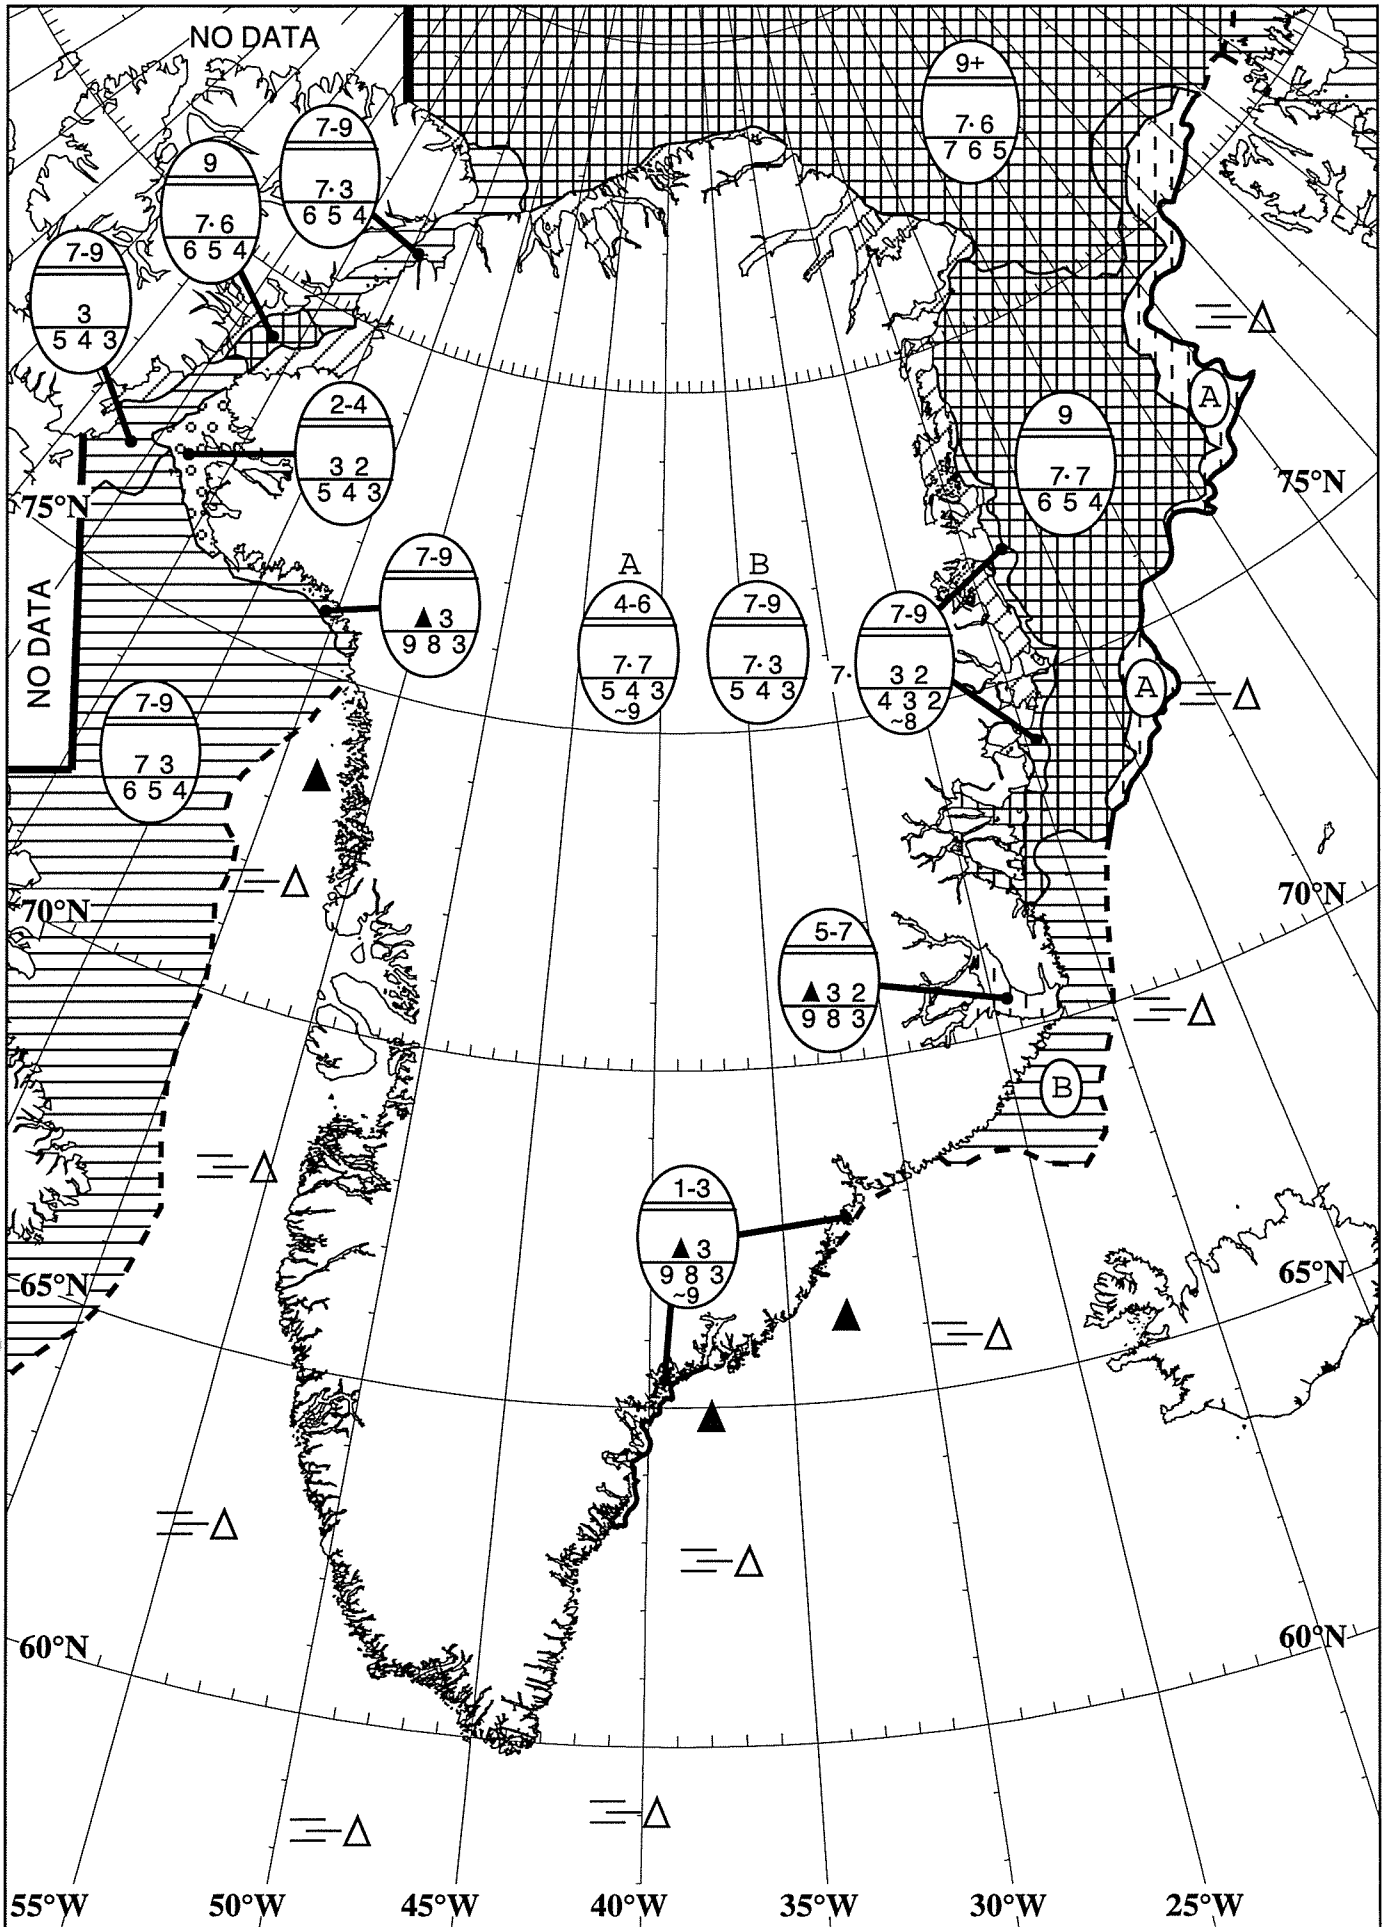 NO DATA
9+
7• 6
7 6 5
7-9
7• 3
6 5 4
9
7• 6
6 5 4
7-9
3
5 4 3
A
2-4
3 2
5 4 3
9
7• 7
6 5 4
75°N
75°N
NO DATA
7-9
▲ 3
9 8 3
A
4-6
7• 7
5 4 3
~9
B
7-9
7• 3
5 4 3
7•
7-9
3 2
4 3 2
~8
A
7-9
7 3
6 5 4
70°N
70°N
5-7
▲ 3 2
9 8 3
B
1-3
▲ 3
9 8 3
~9
65°N
65°N
60°N
60°N
55°W 50°W 45°W 40°W 35°W 30°W 25°W